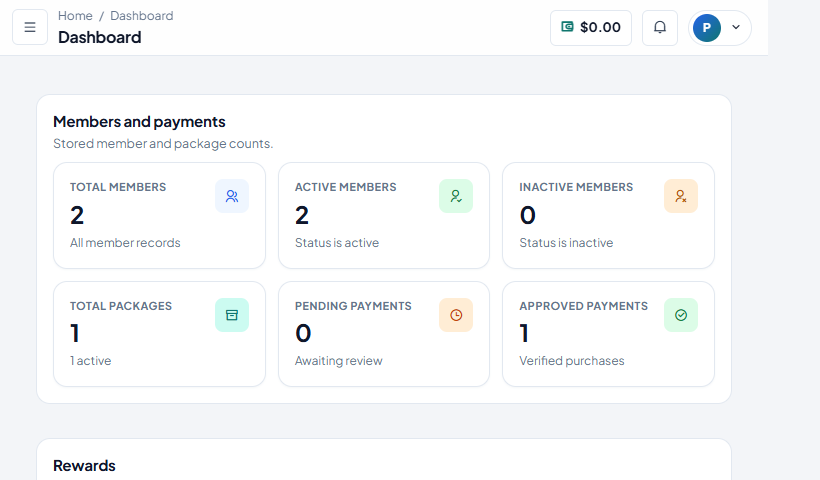 Home / Dashboard
Dashboard
$0.00
P
Members and payments
Stored member and package counts.
TOTAL MEMBERS
2
All member records
ACTIVE MEMBERS
2
Status is active
INACTIVE MEMBERS
0
Status is inactive
TOTAL PACKAGES
1
1 active
PENDING PAYMENTS
0
Awaiting review
APPROVED PAYMENTS
1
Verified purchases
Rewards